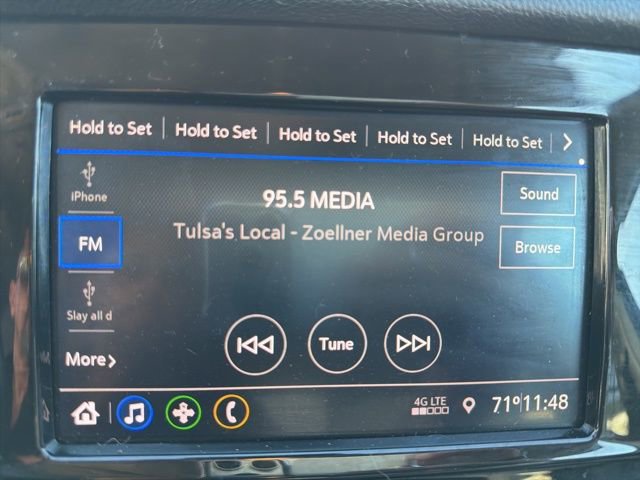 Hold to Set Hold to Set Hold to Set Hold to Set Hold to Set
iPhone
95.5 MEDIA
Sound
FM
Tulsa's Local - Zoellner Media Group
Browse
Slay all d
Tune
More
4G LTE
71° 11:48